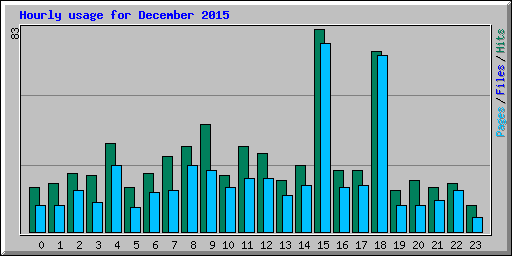 Hourly usage for December 2015
83
Pages/Files/Hits
0 1 2 3 4 5 6 7 8 9 10 11 12 13 14 15 16 17 18 19 20 21 22 23